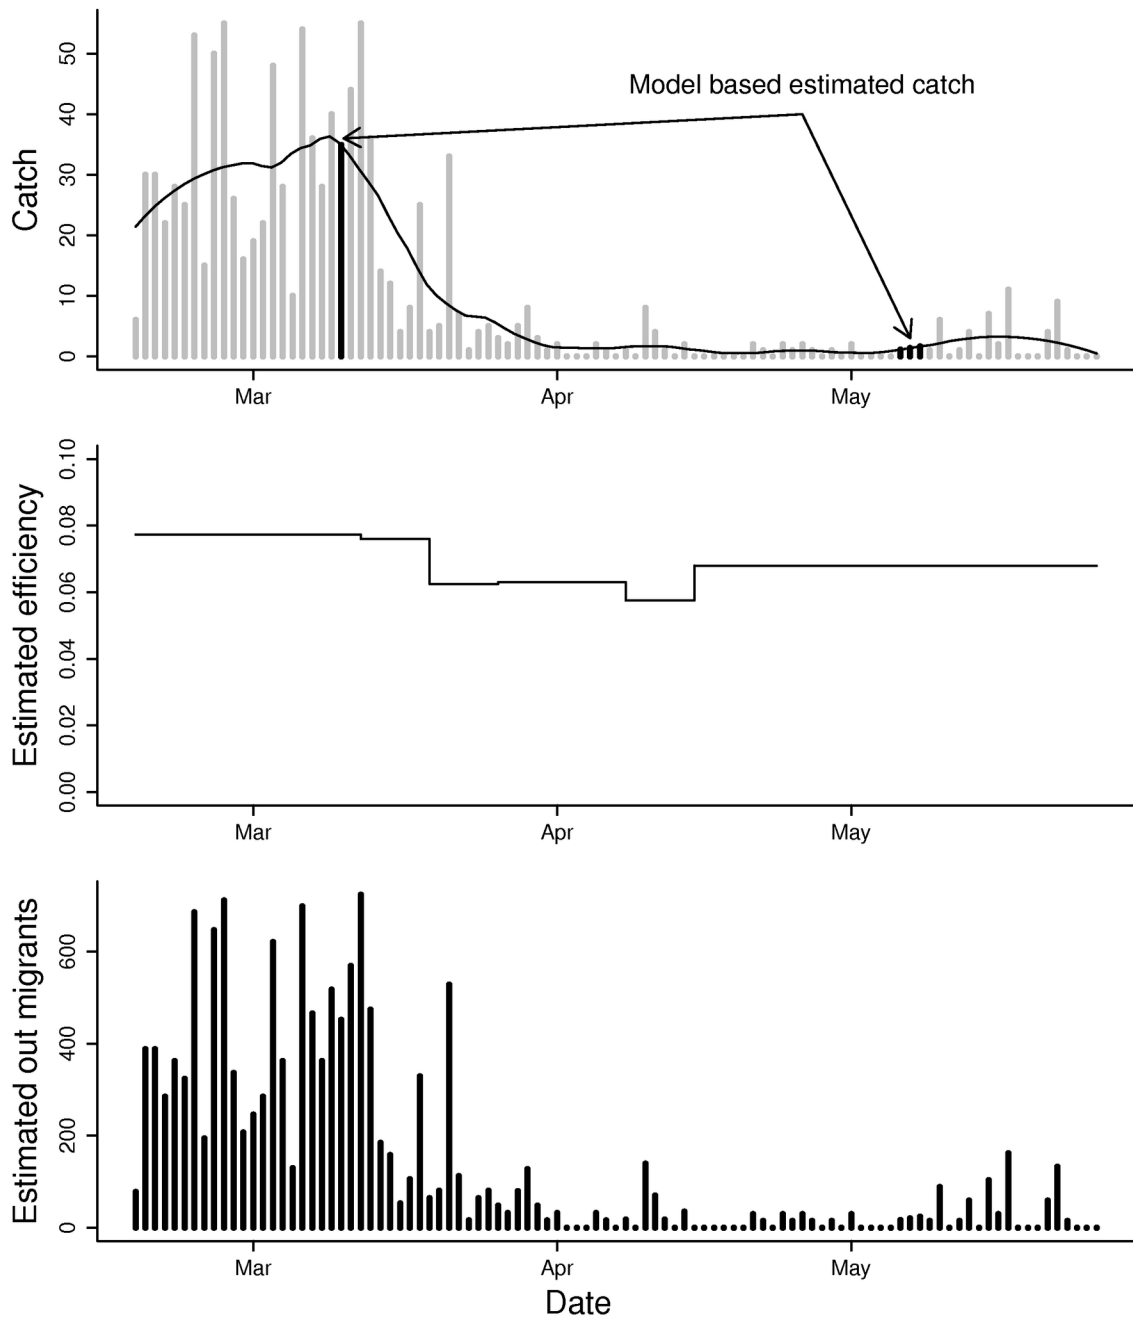 Model based estimated catch
Catch
50
40
30
20
10
0
Mar
Apr
May
Estimated efficiency
0.10
0.08
0.06
0.04
0.02
0.00
Mar
Apr
May
Estimated out migrants
600
400
200
0
Mar
Apr
May
Date